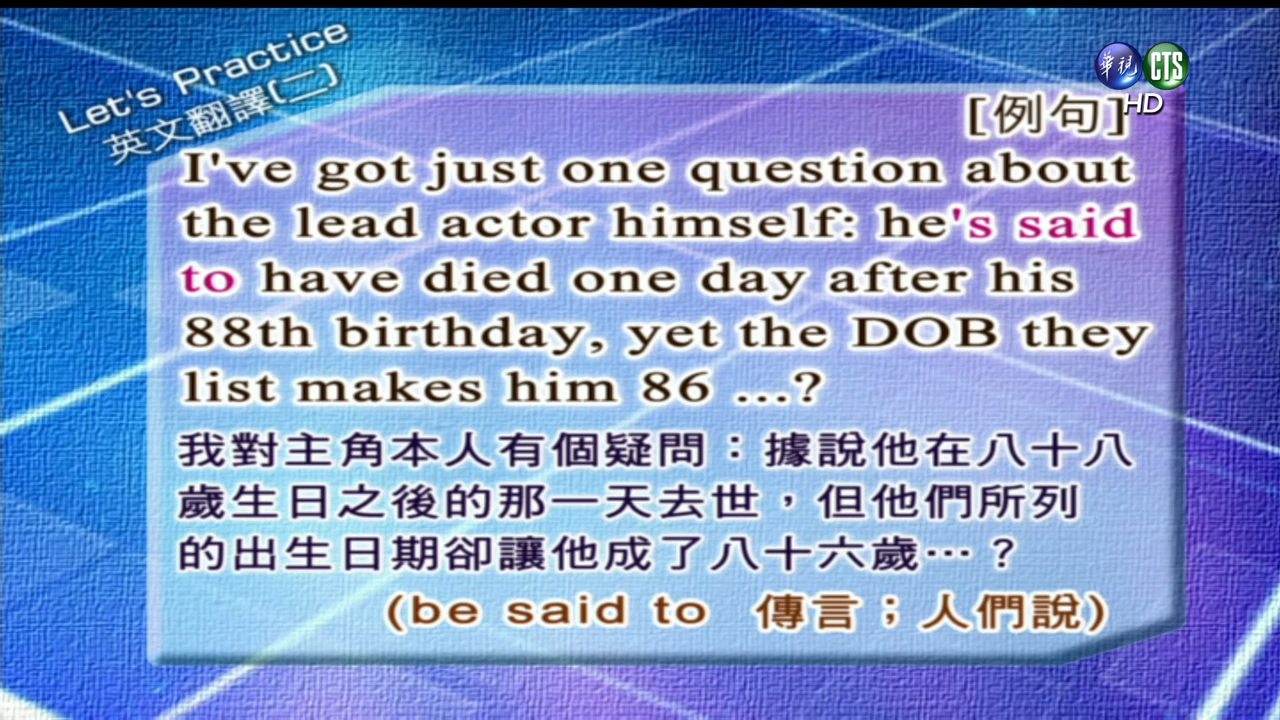 Let's Practice
英文翻譯(二)
華視 CTS
HD
[例句]
I've got just one question about
the lead actor himself: he's said
to have died one day after his
88th birthday, yet the DOB they
list makes him 86 ...?
我對主角本人有個疑問：據說他在八十八
歲生日之後的那一天去世，但他們所列
的出生日期卻讓他成了八十六歲…？
(be said to 傳言；人們說)